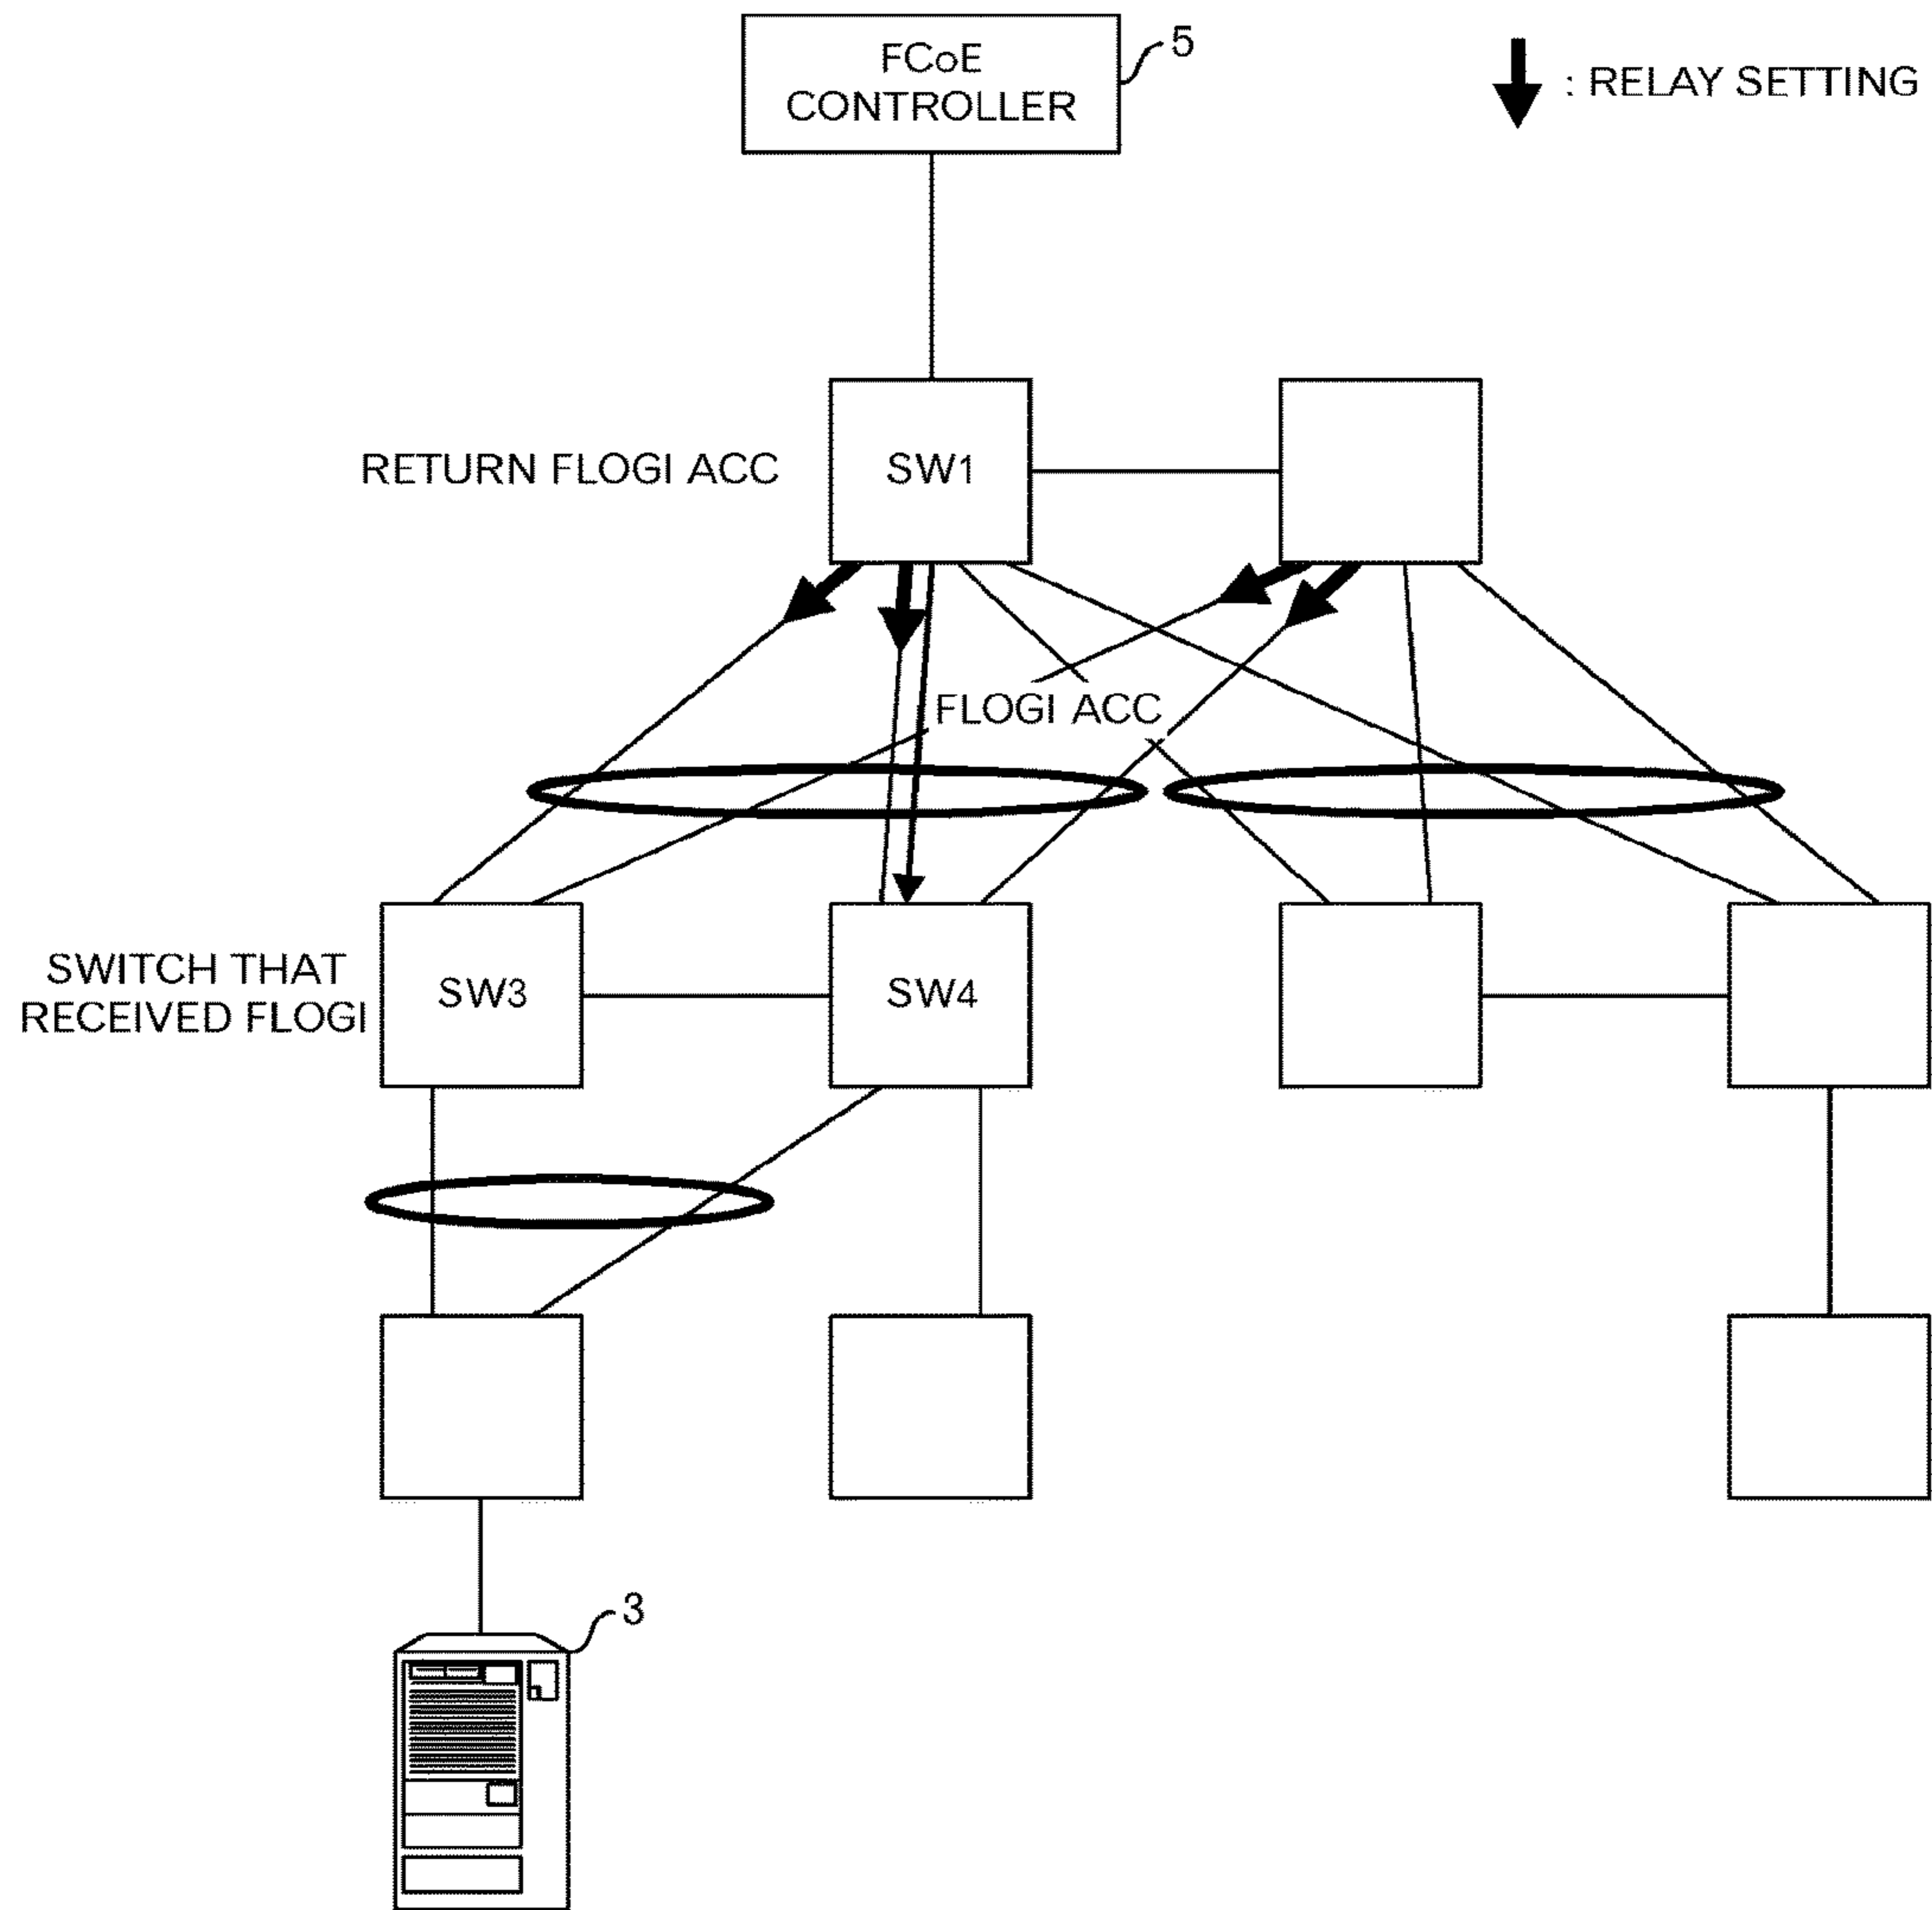 FCoE
CONTROLLER
5
: RELAY SETTING
RETURN FLOGI ACC
SW1
FLOGI ACC
SWITCH THAT
RECEIVED FLOGI
SW3
SW4
3